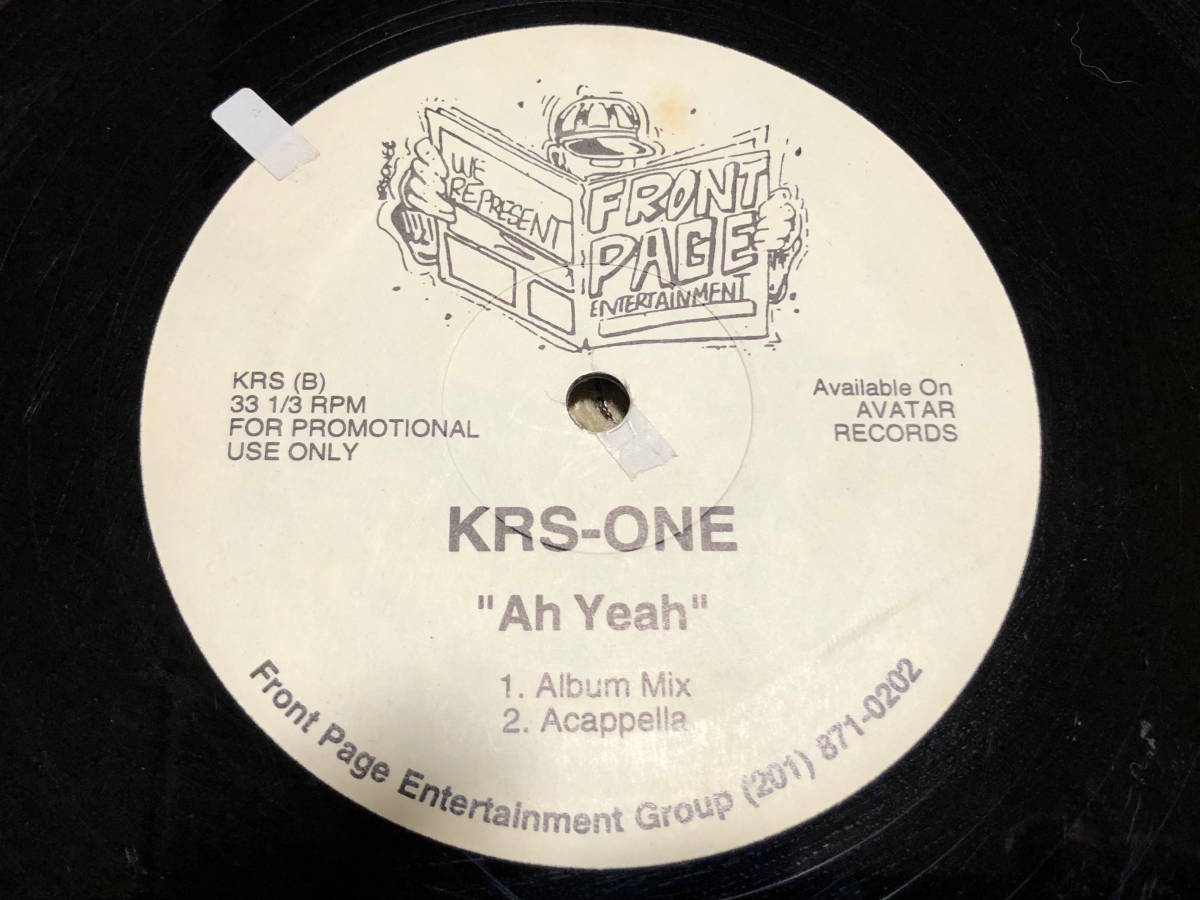 WE
REPRESENT
FRONT
PAGE
ENTERTAINMENT
KRS (B)
33 1/3 RPM
FOR PROMOTIONAL
USE ONLY
Available On
AVATAR
RECORDS
KRS-ONE
"Ah Yeah"
1. Album Mix
2. Acappella
Front Page Entertainment Group (201) 871-0202